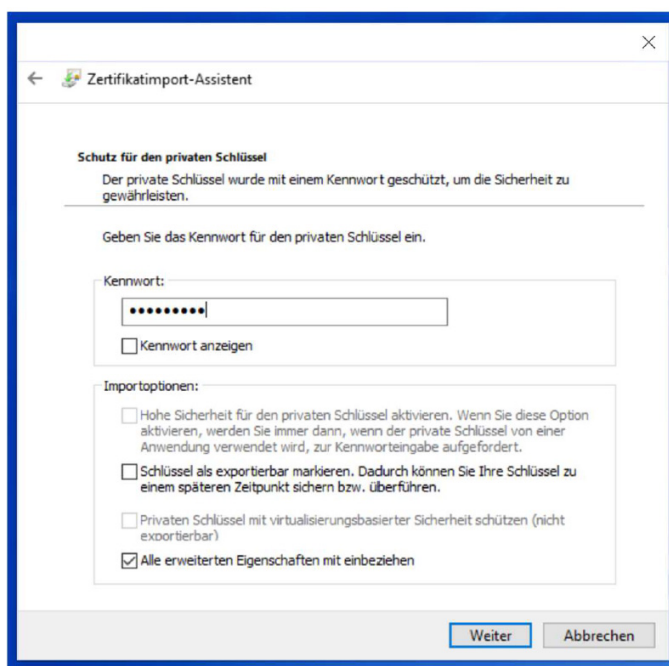 Zertifikatimport-Assistent
Schutz für den privaten Schlüssel
Der private Schlüssel wurde mit einem Kennwort geschützt, um die Sicherheit zu
gewährleisten.
Geben Sie das Kennwort für den privaten Schlüssel ein.
Kennwort:
•••••••••
Kennwort anzeigen
Importoptionen:
Hohe Sicherheit für den privaten Schlüssel aktivieren. Wenn Sie diese Option
aktivieren, werden Sie immer dann, wenn der private Schlüssel von einer
Anwendung verwendet wird, zur Kennworteingabe aufgefordert.
Schlüssel als exportierbar markieren. Dadurch können Sie Ihre Schlüssel zu
einem späteren Zeitpunkt sichern bzw. überführen.
Privaten Schlüssel mit virtualisierungsbasierter Sicherheit schützen (nicht
exportierbar)
Alle erweiterten Eigenschaften mit einbeziehen
Weiter Abbrechen